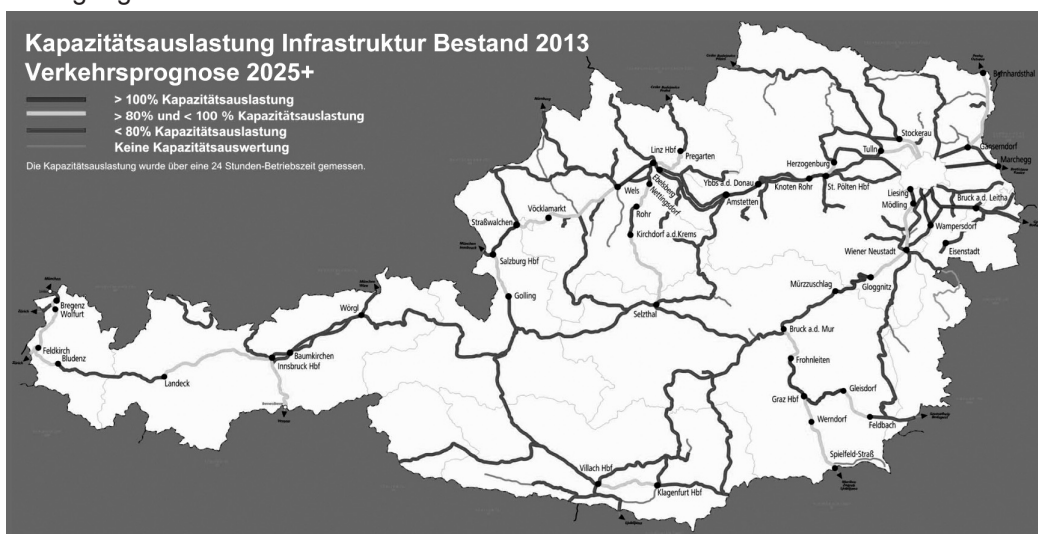 Kapazitätsauslastung Infrastruktur Bestand 2013
Verkehrsprognose 2025+
> 100% Kapazitätsauslastung
> 80% und < 100 % Kapazitätsauslastung
< 80% Kapazitätsauslastung
Keine Kapazitätsauswertung
Die Kapazitätsauslastung wurde über eine 24 Stunden-Betriebszeit gemessen.
Bernhardsthal
Stockerau
Gänserndorf
Marchegg
Tulln
Herzogenburg
Linz Hbf
Pregarten
Ebelsberg
Nettingsdorf
Wels
Ybbs a.d. Donau
Amstetten
Knoten Rohr
St. Pölten Hbf
Liesing
Mödling
Bruck a.d. Leitha
Wampersdorf
Eisenstadt
Wiener Neustadt
Vöcklamarkt
Straßwalchen
Rohr
Kirchdorf a.d.Krems
Salzburg Hbf
Golling
Selzthal
Mürzzuschlag
Gloggnitz
Bruck a.d. Mur
Frohnleiten
Graz Hbf
Gleisdorf
Werndorf
Feldbach
Spielfeld-Straß
Bregenz
Wolfurt
Feldkirch
Bludenz
Landeck
Wörgl
Baumkirchen
Innsbruck Hbf
Villach Hbf
Klagenfurt Hbf